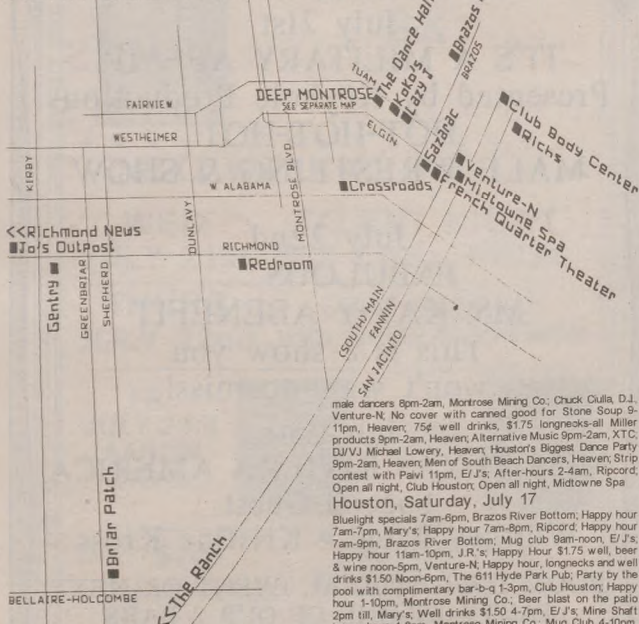 The Dance Hall
Brazos
BRAZOS
TUAM
KoKo's
Lazy J
DEEP MONTROSE
SEE SEPARATE MAP
FAIRVIEW
ELGIN
Club Body Center
Richs
WESTHEIMER
Sazarac
Venture-N
Midtowne Spa
French Quarter Theater
KIRBY
W ALABAMA
Crossroads
MONTROSE BLVD
DUNLAVY
<<Richmond News
Jo's Outpost
RICHMOND
Redroom
Gentry
GREENBRIAR
SHEPHERD
(SOUTH) MAIN
FANNIN
SAN JACINTO
Briar Patch
BELLAIRE-HOLCOMBE
<<The Ranch
male dancers 8pm-2am, Montrose Mining Co.; Chuck Ciulla, D.J.
Venture-N; No cover with canned good for Stone Soup 9-
11pm, Heaven; 75¢ well drinks, $1.75 longnecks-all Miller
products 9pm-2am, Heaven; Alternative Music 9pm-2am, XTC;
DJ/VJ Michael Lowery, Heaven; Houston's Biggest Dance Party
9pm-2am, Heaven; Men of South Beach Dancers, Heaven; Strip
contest with Paivi 11pm, E/J's; After-hours 2-4am, Ripcord;
Open all night, Club Houston; Open all night, Midtowne Spa
Houston, Saturday, July 17
Bluelight specials 7am-6pm, Brazos River Bottom; Happy hour
7am-7pm, Mary's; Happy hour 7am-8pm, Ripcord; Happy hour
7am-9pm, Brazos River Bottom; Mug club 9am-noon, E/J's;
Happy hour 11am-10pm, J.R.'s; Happy Hour $1.75 well, beer
& wine noon-5pm, Venture-N; Happy hour, longnecks and well
drinks $1.50 Noon-6pm, The 611 Hyde Park Pub; Party by the
pool with complimentary bar-b-q 1-3pm, Club Houston; Happy
hour 1-10pm, Montrose Mining Co.; Beer blast on the patio
2pm till, Mary's; Well drinks $1.50 4-7pm, E/J's; Mine Shaft
Montrose Mining Co.; Mug Club 4-10pm